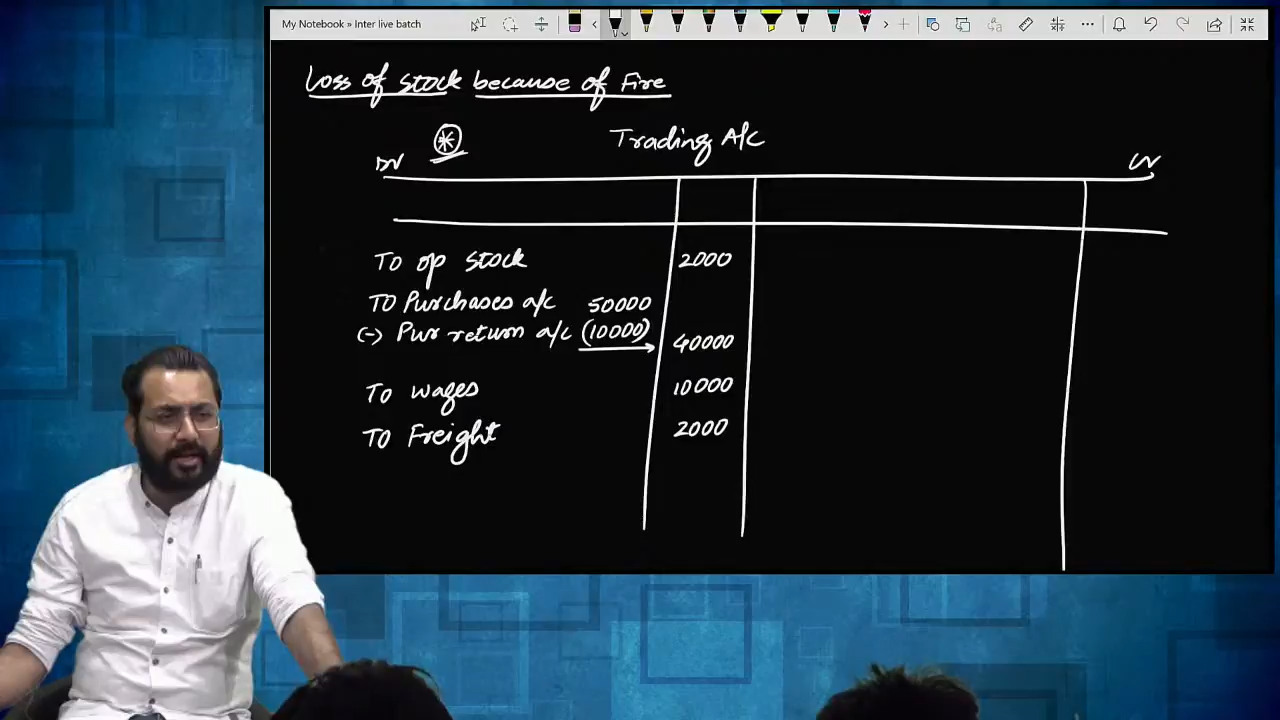 My Notebook » Inter live batch
Loss of stock because of Fire
Trading A/c
Dr Cr
To op stock 2000
To Purchases a/c 50000
(-) Pur return a/c (10000) 40000
To wages 10000
To Freight 2000